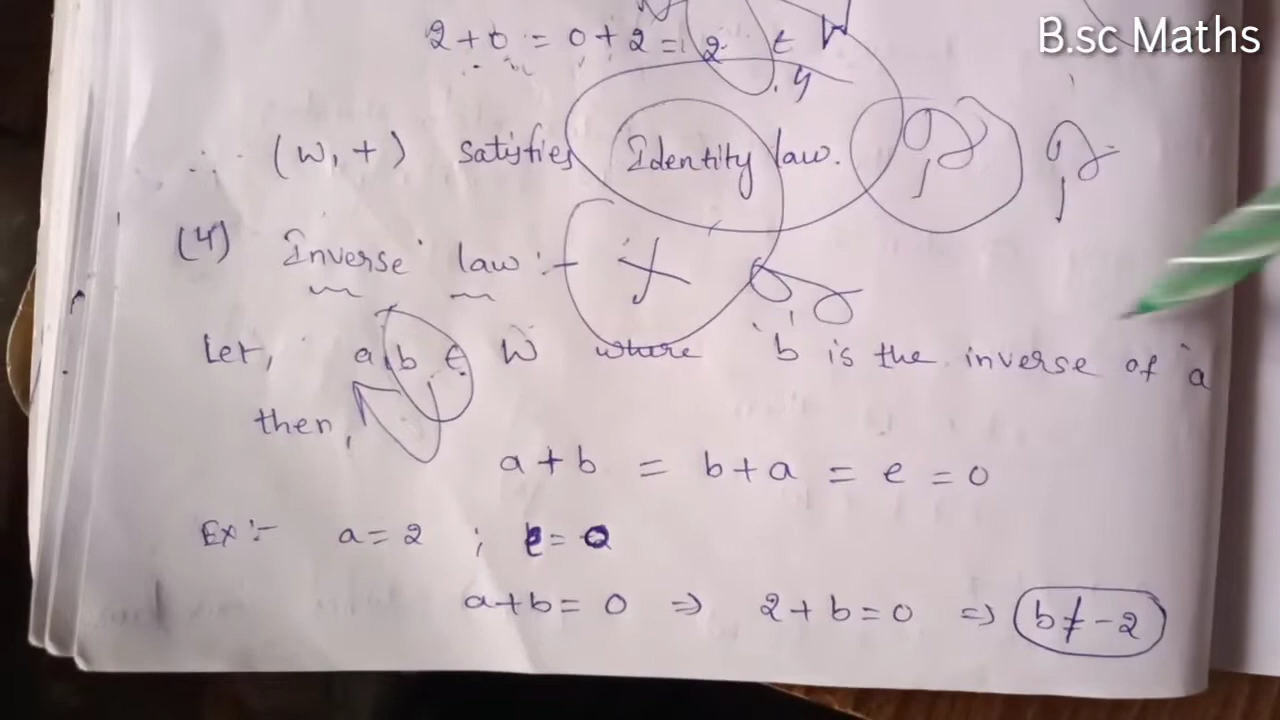 B.sc Maths
2+0 = 0+2 = 2 ∈ W
∴ (W, +) satisfies Identity law.
(4) Inverse law :-
Let, a, b ∈ W where 'b' is the inverse of 'a
then,
a+b = b+a = e = 0
Ex :- a = 2 ; e = 0
a+b = 0 ⇒ 2+b = 0 ⇒ b ≠ -2